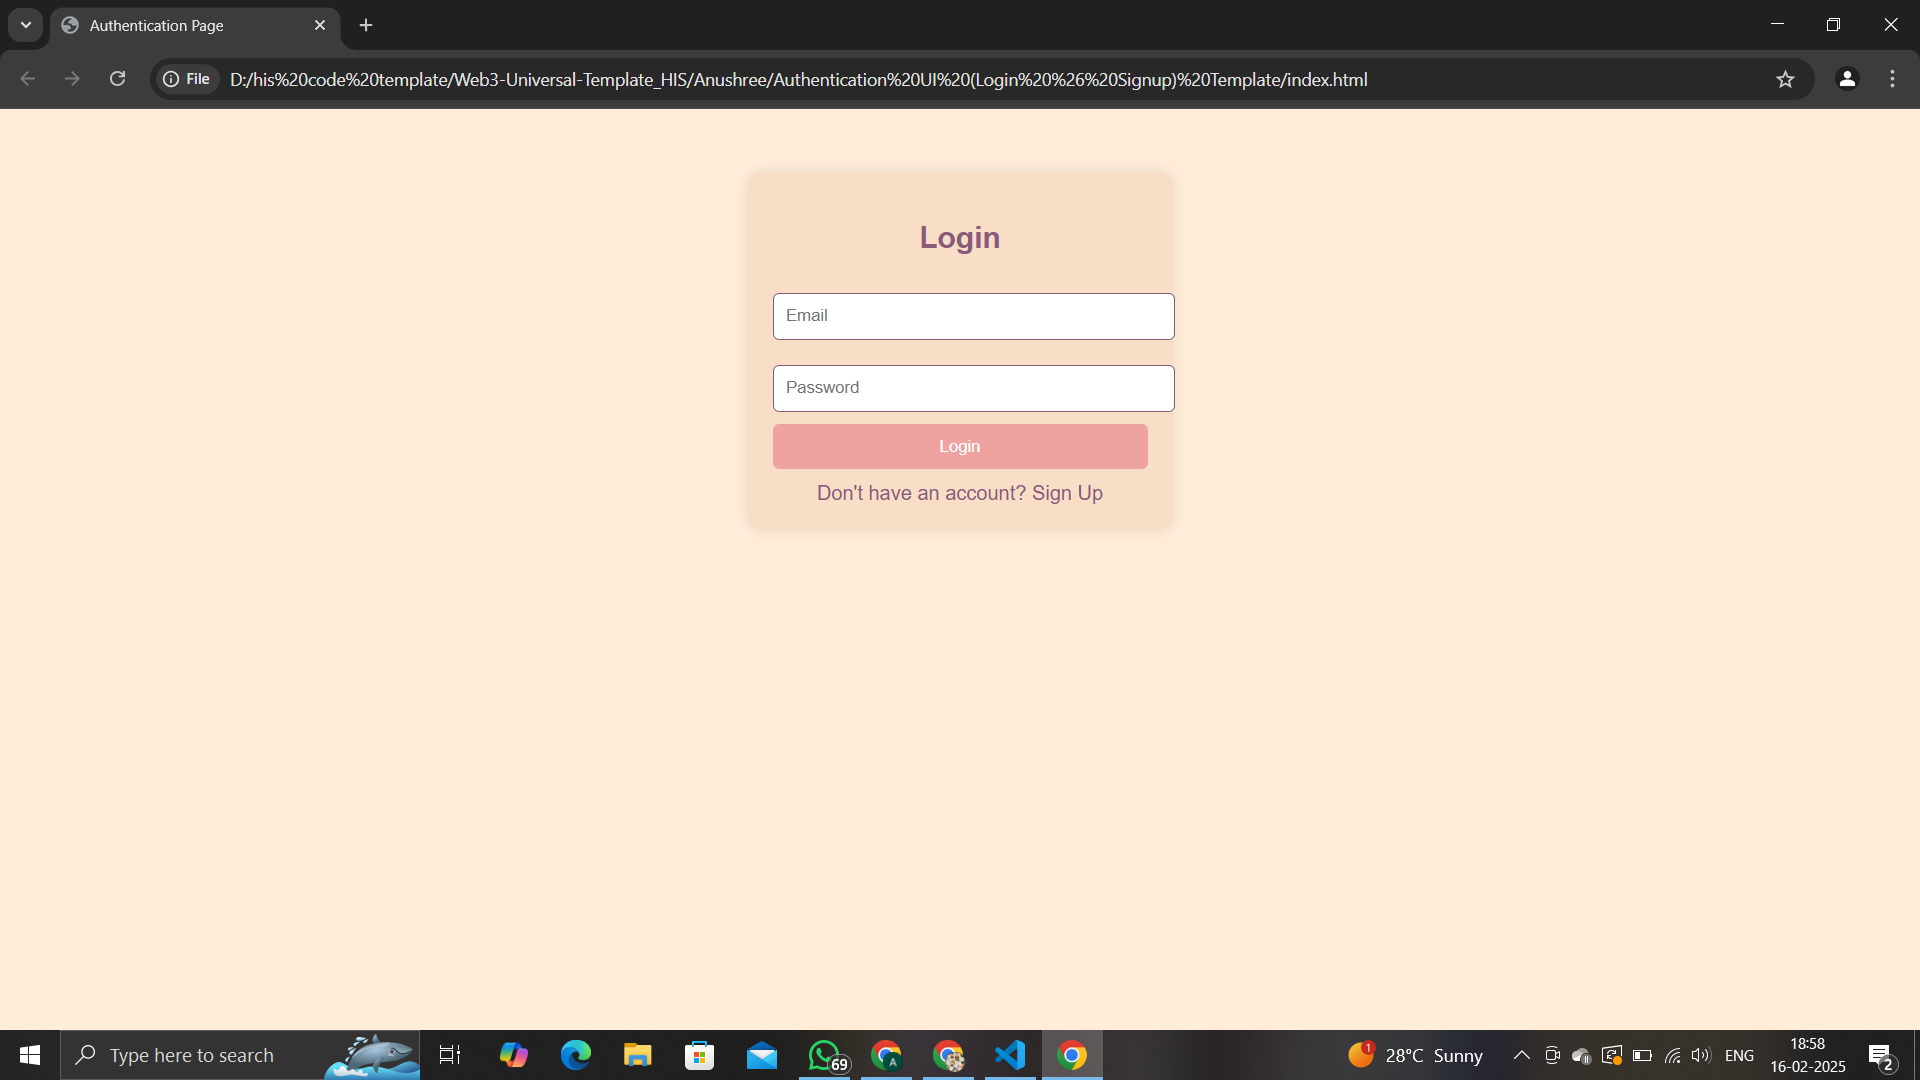 Authentication Page
File
D:/his%20code%20template/Web3-Universal-Template_HIS/Anushree/Authentication%20UI%20(Login%20%26%20Signup)%20Template/index.html
Login
Email
Password
Login
Don't have an account? Sign Up
Type here to search
69
A
1
28°C Sunny
ENG
18:58
16-02-2025
2